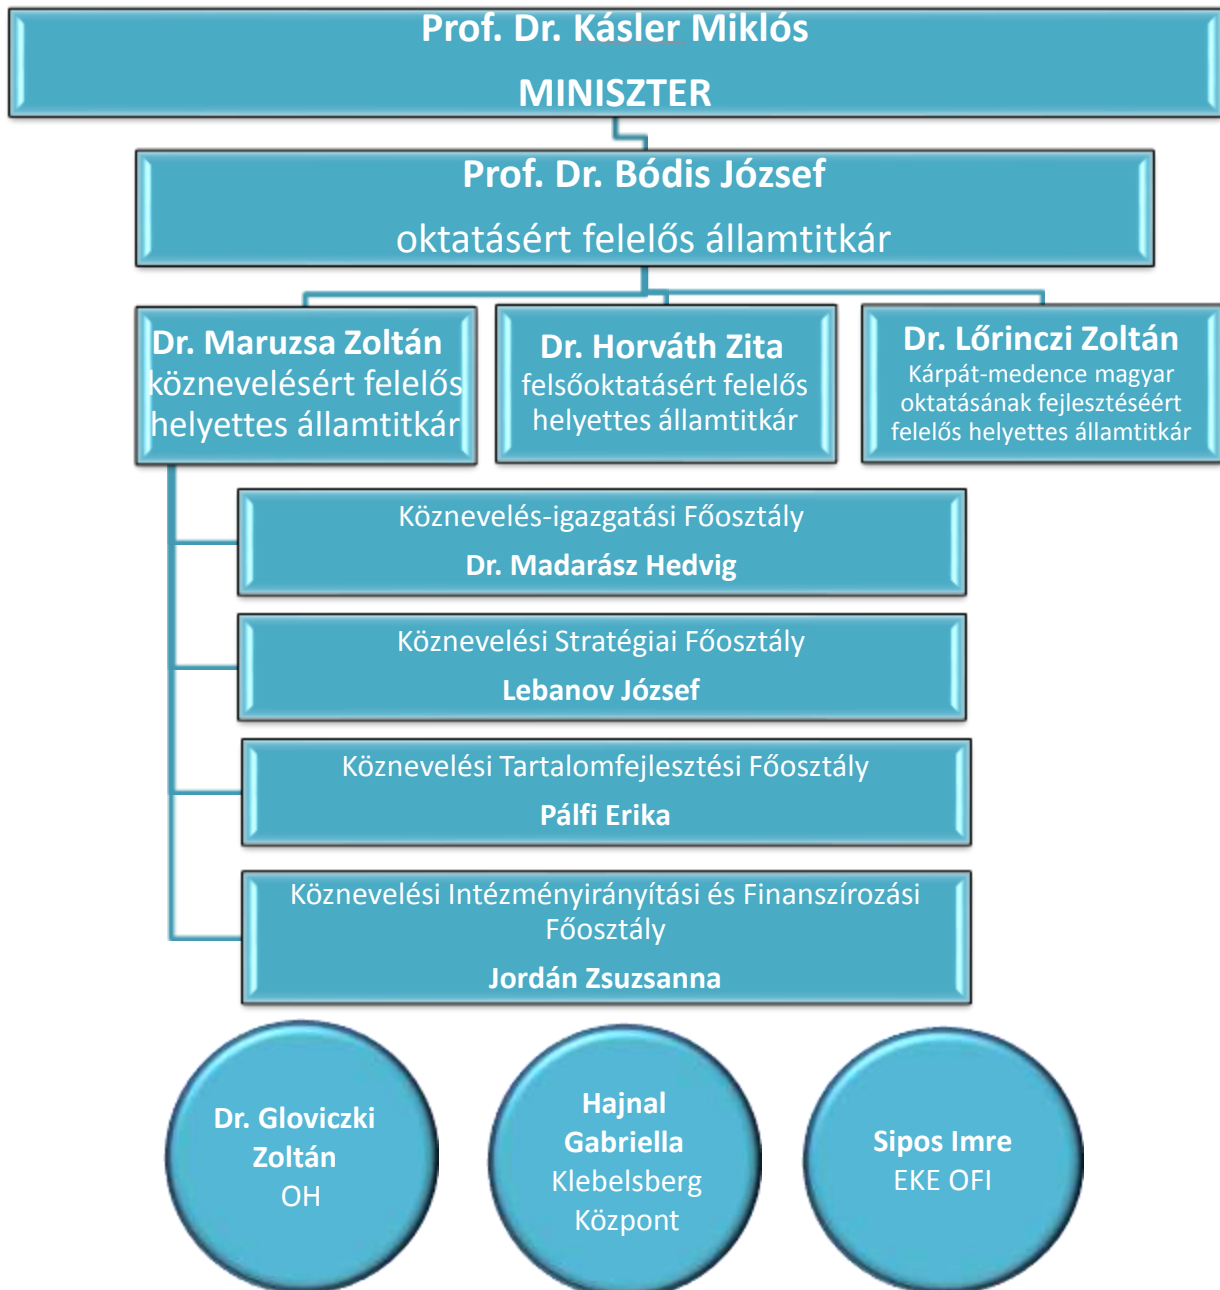 Prof. Dr. Kásler Miklós
MINISZTER
Prof. Dr. Bódis József
oktatásért felelős államtitkár
Dr. Maruzsa Zoltán
köznevelésért felelős
helyettes államtitkár
Dr. Horváth Zita
felsőoktatásért felelős
helyettes államtitkár
Dr. Lőrinczi Zoltán
Kárpát-medence magyar
oktatásának fejlesztéséért
felelős helyettes államtitkár
Köznevelés-igazgatási Főosztály
Dr. Madarász Hedvig
Köznevelési Stratégiai Főosztály
Lebanov József
Köznevelési Tartalomfejlesztési Főosztály
Pálfi Erika
Köznevelési Intézményirányítási és Finanszírozási
Főosztály
Jordán Zsuzsanna
Dr. Gloviczki
Zoltán
OH
Hajnal
Gabriella
Klebelsberg
Központ
Sipos Imre
EKE OFI